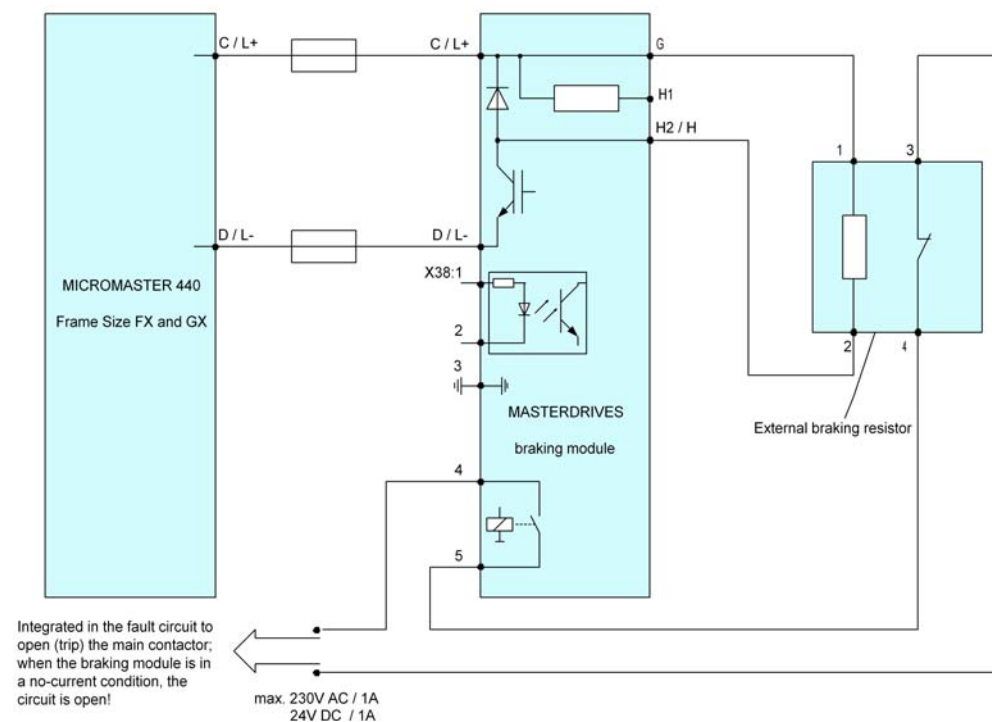 C / L+
C / L+
G
H1
H2 / H
1
3
D / L-
D / L-
X38:1
MICROMASTER 440
Frame Size FX and GX
2
3
2
4
MASTERDRIVES
braking module
External braking resistor
4
5
Integrated in the fault circuit to
open (trip) the main contactor;
when the braking module is in
a no-current condition, the
circuit is open!
max. 230V AC / 1A
24V DC / 1A